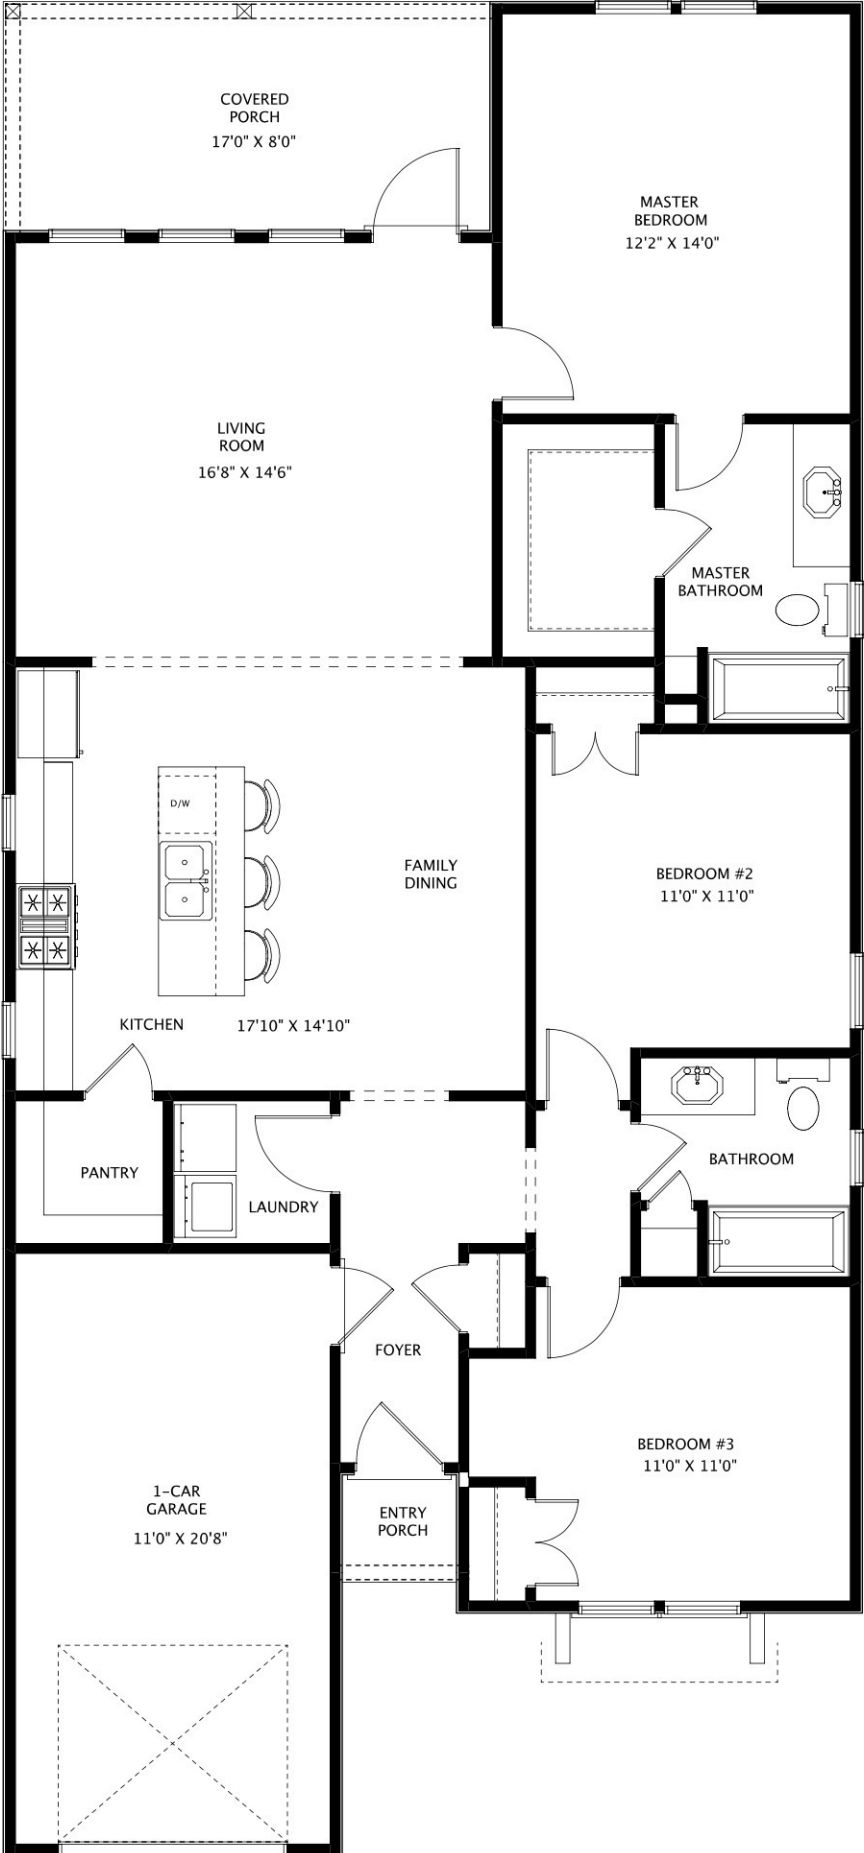 COVERED
PORCH
17'0" X 8'0"
MASTER
BEDROOM
12'2" X 14'0"
LIVING
ROOM
16'8" X 14'6"
MASTER
BATHROOM
D/W
FAMILY
DINING
BEDROOM #2
11'0" X 11'0"
KITCHEN
17'10" X 14'10"
PANTRY
LAUNDRY
BATHROOM
FOYER
BEDROOM #3
11'0" X 11'0"
1-CAR
GARAGE
11'0" X 20'8"
ENTRY
PORCH